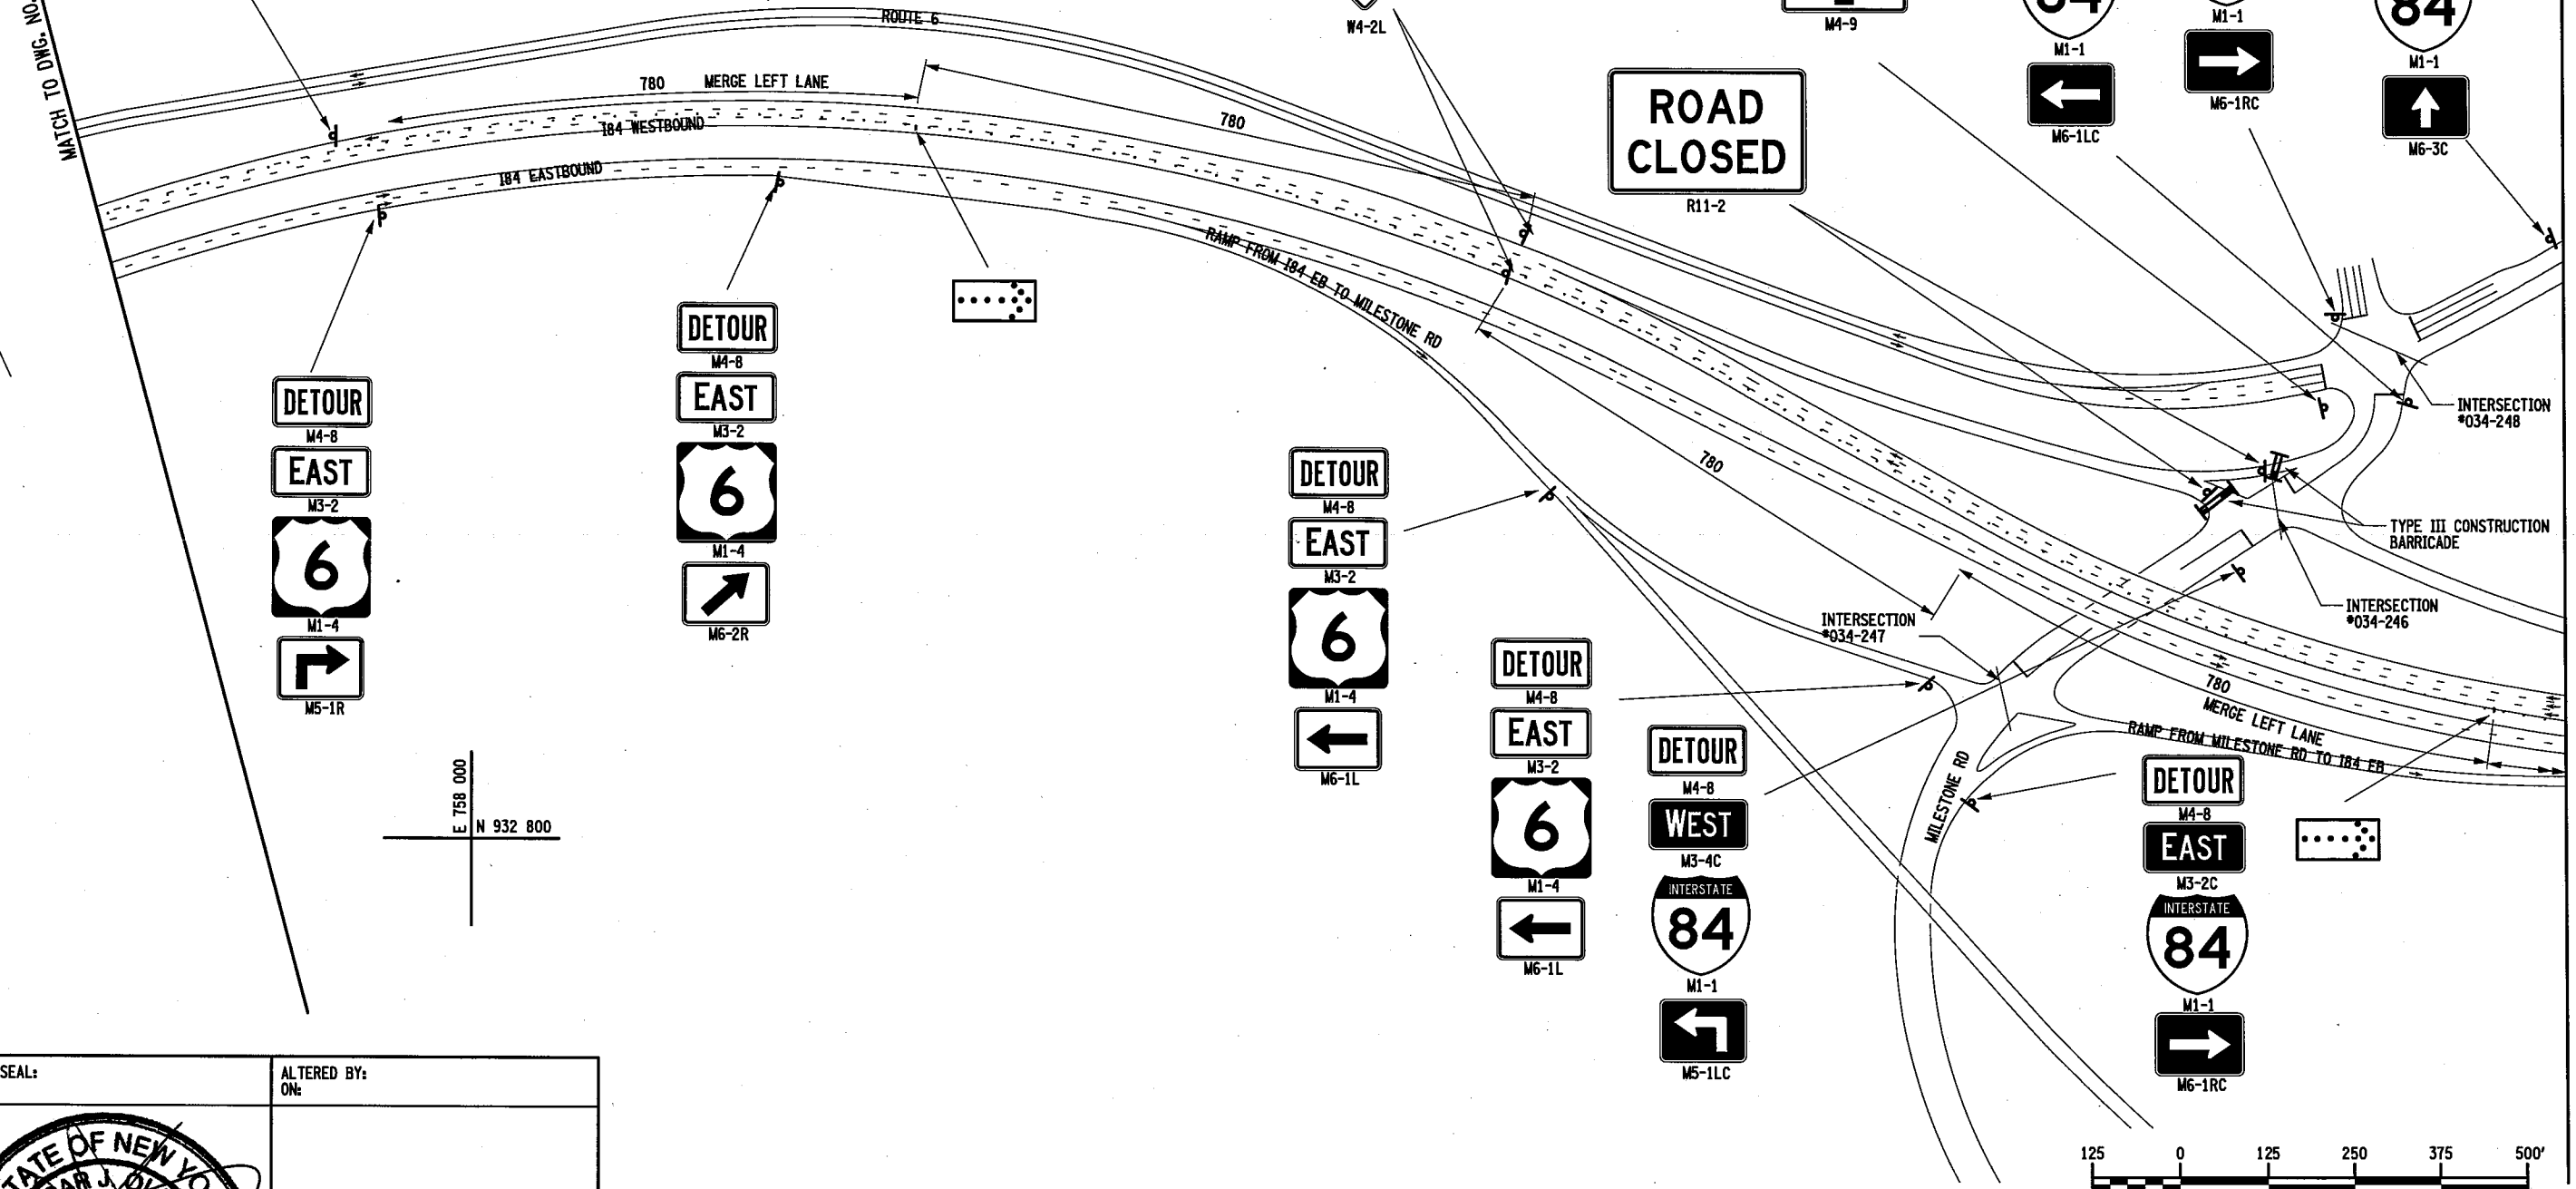 MATCH TO DWG. NO.
ROUTE 6
780 MERGE LEFT LANE
I84 WESTBOUND
I84 EASTBOUND
780
W4-2L
M4-9
M1-1
M6-1LC
M1-1
M6-1RC
84
M1-1
M6-3C
ROAD
CLOSED
R11-2
RAMP FROM I84 EB TO MILESTONE RD
DETOUR
M4-8
EAST
M3-2
6
M1-4
M5-1R
DETOUR
M4-8
EAST
M3-2
6
M1-4
M6-2R
DETOUR
M4-8
EAST
M3-2
6
M1-4
M6-1L
DETOUR
M4-8
EAST
M3-2
6
M1-4
M6-1L
DETOUR
M4-8
WEST
M3-4C
INTERSTATE
84
M1-1
M5-1LC
DETOUR
M4-8
EAST
M3-2C
INTERSTATE
84
M1-1
M6-1RC
780
INTERSECTION
*034-248
TYPE III CONSTRUCTION
BARRICADE
INTERSECTION
*034-246
INTERSECTION
*034-247
780
MERGE LEFT LANE
RAMP FROM MILESTONE RD TO I84 EB
MILESTONE RD
E 758 000
N 932 800
SEAL:
ALTERED BY:
ON:
125 0 125 250 375 500'